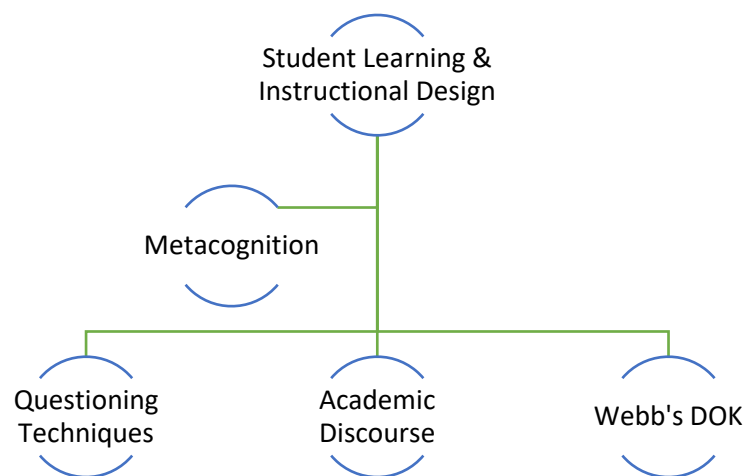 Student Learning &
Instructional Design
Metacognition
Questioning
Techniques
Academic
Discourse
Webb's DOK